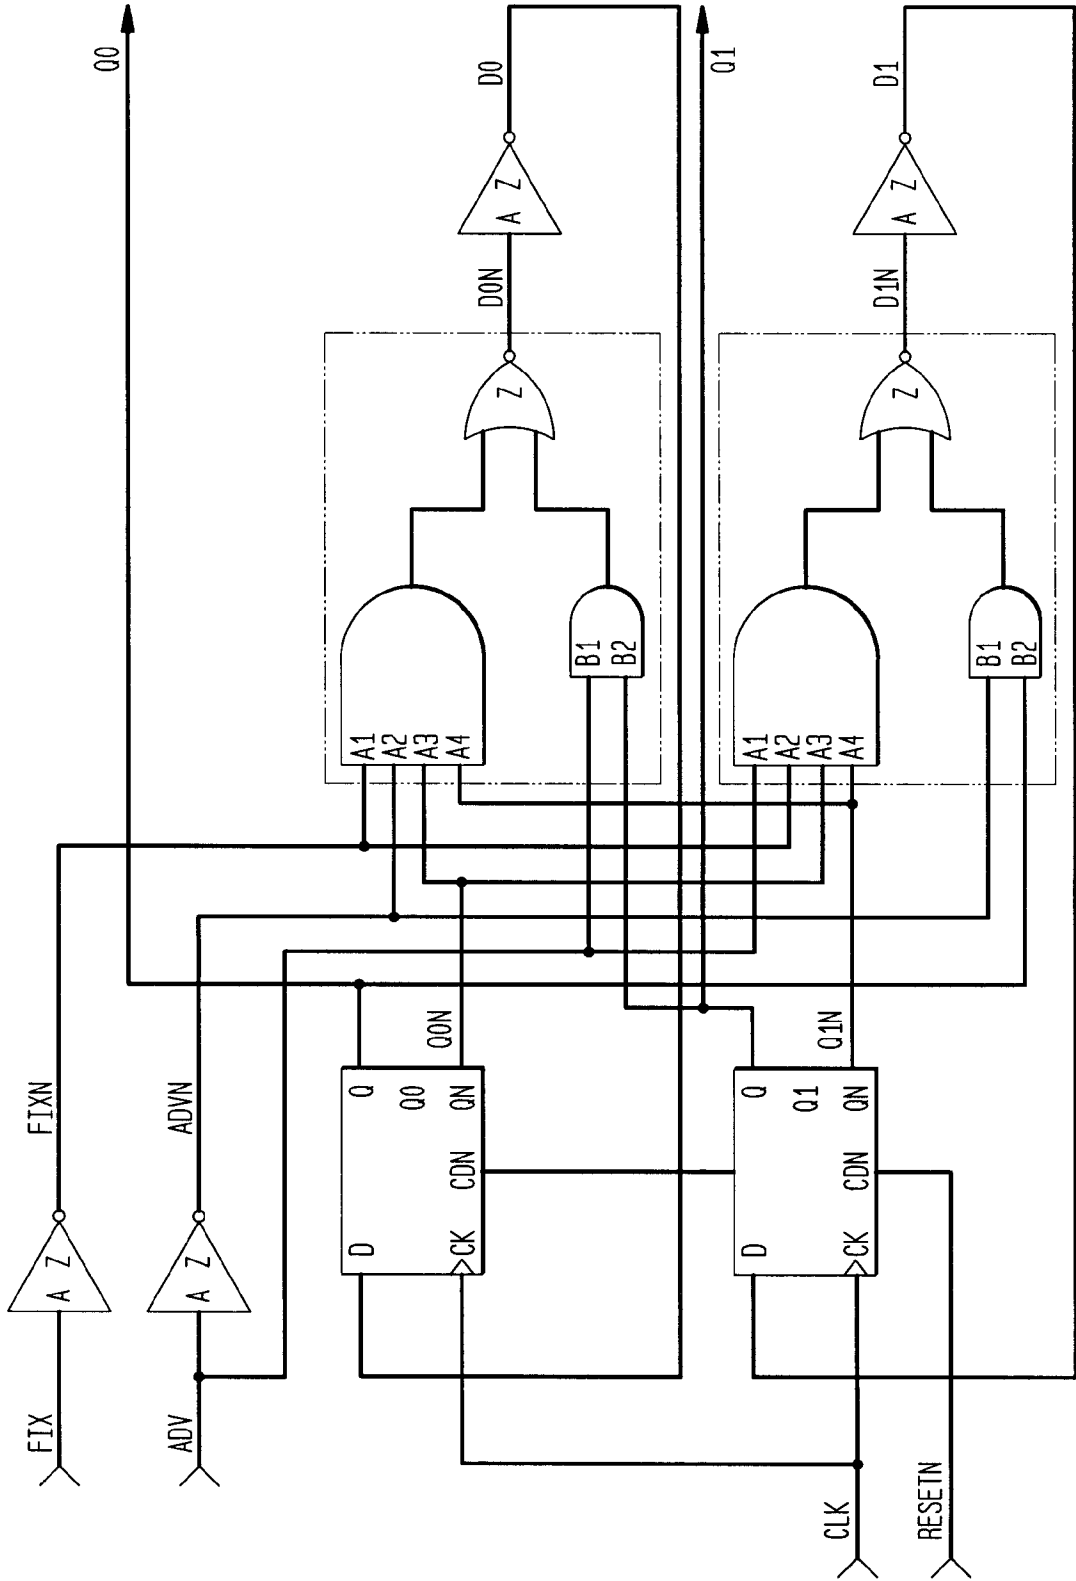 FIX
A Z
FIXN
ADV
A Z
ADVN
Q0
D
CK
CDN
Q
Q0
QN
Q0N
A1
A2
A3
A4
B1
B2
Z
D0N
A Z
D0
Q1
D
CK
CDN
Q
Q1
QN
Q1N
A1
A2
A3
A4
B1
B2
Z
D1N
A Z
D1
CLK
RESETN